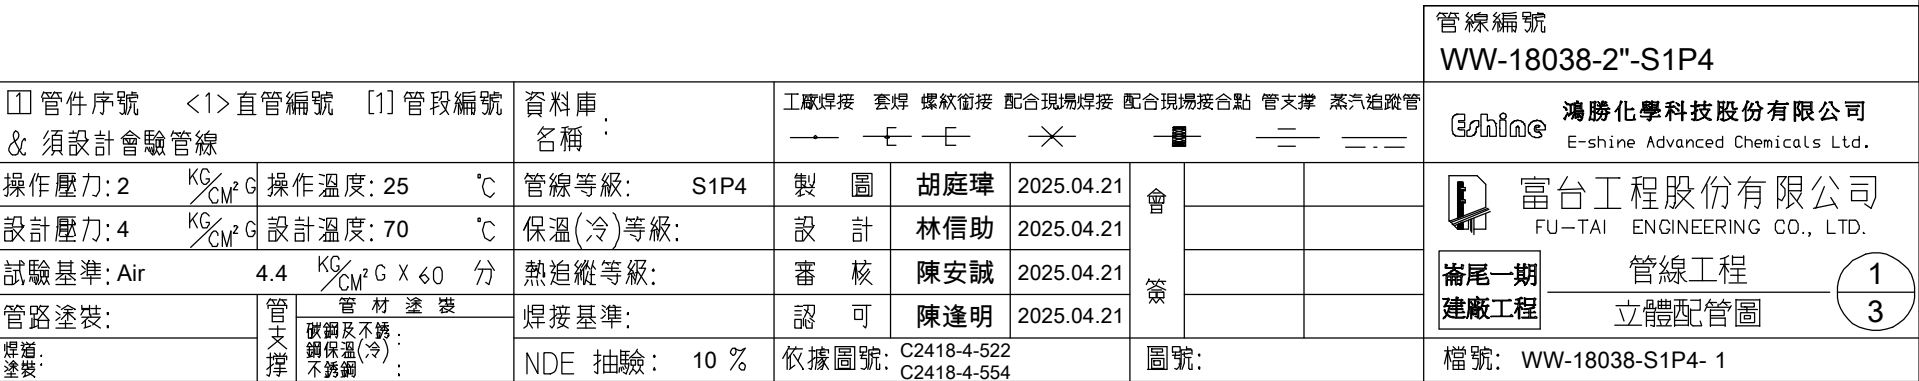 管線編號
WW-18038-2"-S1P4
1 管件序號 <1>直管編號 [1] 管段編號
& 須設計會驗管線
資料庫名稱 :
工廠焊接 套焊 螺紋銜接 配合現場焊接 配合現場接合點 管支撐 蒸汽追蹤管
Eshine 鴻勝化學科技股份有限公司
E-shine Advanced Chemicals Ltd.
操作壓力: 2 KG/CM² G 操作溫度: 25 °C 管線等級: S1P4 製圖 胡庭瑋 2025.04.21
設計壓力: 4 KG/CM² G 設計溫度: 70 °C 保溫(冷)等級: 設計 林信助 2025.04.21
試驗基準: Air 4.4 KG/CM² G X 60 分 熱追縱等級: 審核 陳安誠 2025.04.21
管路塗裝: 管支撐 管材塗裝 焊接基準: 認可 陳逢明 2025.04.21
會簽
碳鋼及不銹鋼保溫(冷) :
不銹鋼 :
焊道塗裝:
NDE 抽驗: 10 %
依據圖號: C2418-4-522
C2418-4-554
圖號:
富台工程股份有限公司
FU-TAI ENGINEERING CO., LTD.
崙尾一期
建廠工程
管線工程
立體配管圖
1
3
檔號: WW-18038-S1P4- 1